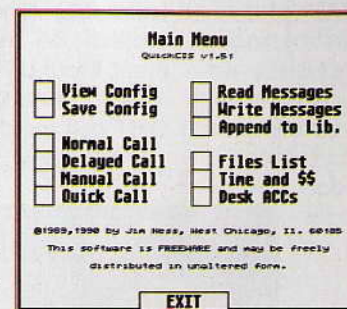 Main Menu
QuickCIS v1.51
View Config
Save Config
Normal Call
Delayed Call
Manual Call
Quick Call
Read Messages
Write Messages
Append to Lib.
Files List
Time and $$
Desk ACCs
©1989,1990 by Jim Ness, West Chicago, Il. 60185
This software is FREEWARE and may be freely
distributed in unaltered form.
EXIT